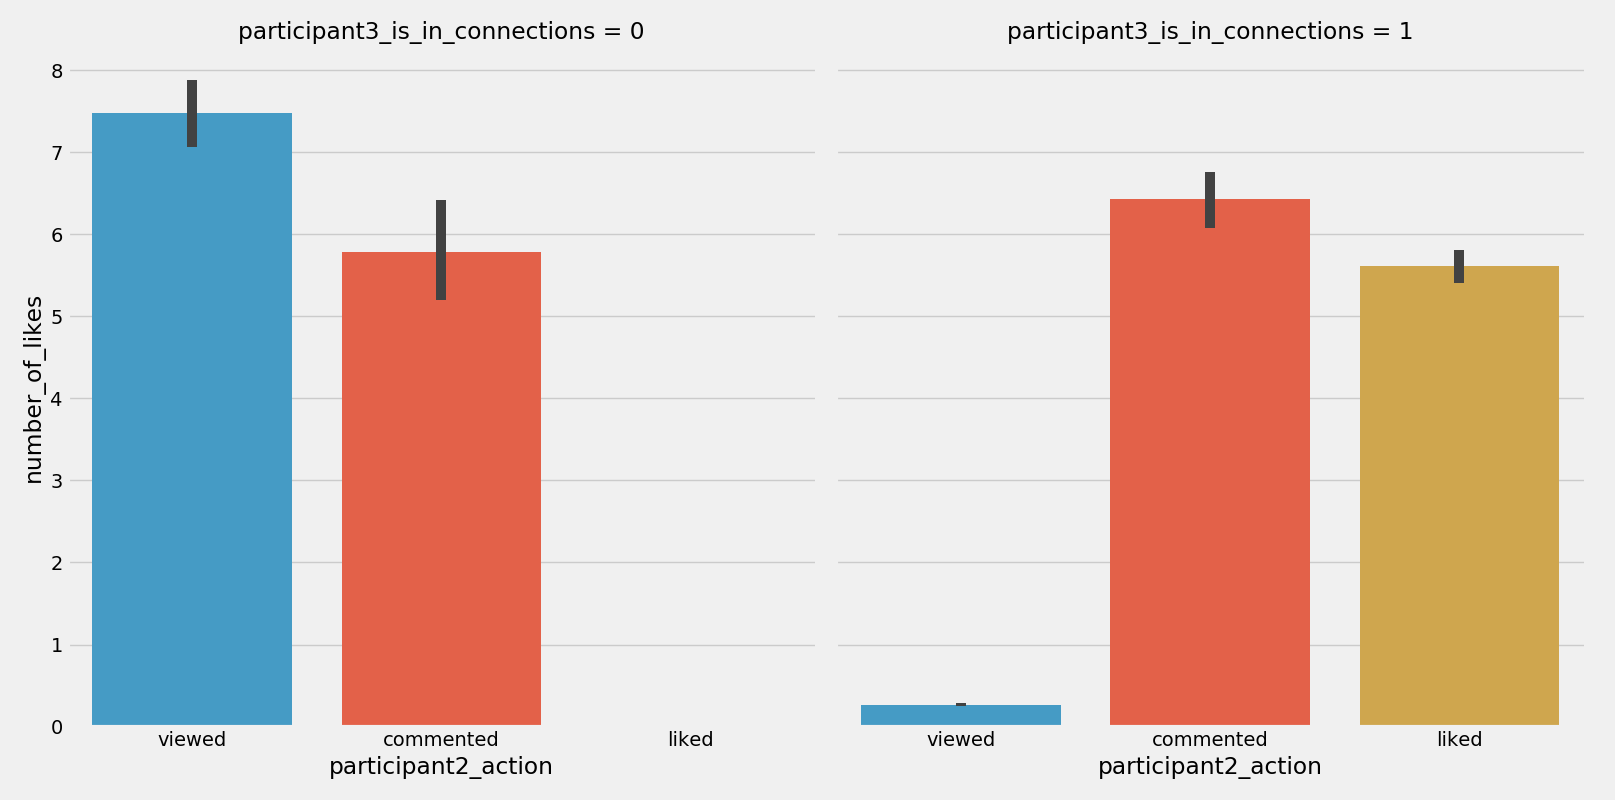 participant3_is_in_connections = 0
participant3_is_in_connections = 1
number_of_likes
8
7
6
5
4
3
2
1
0
viewed commented liked
viewed commented liked
participant2_action
participant2_action